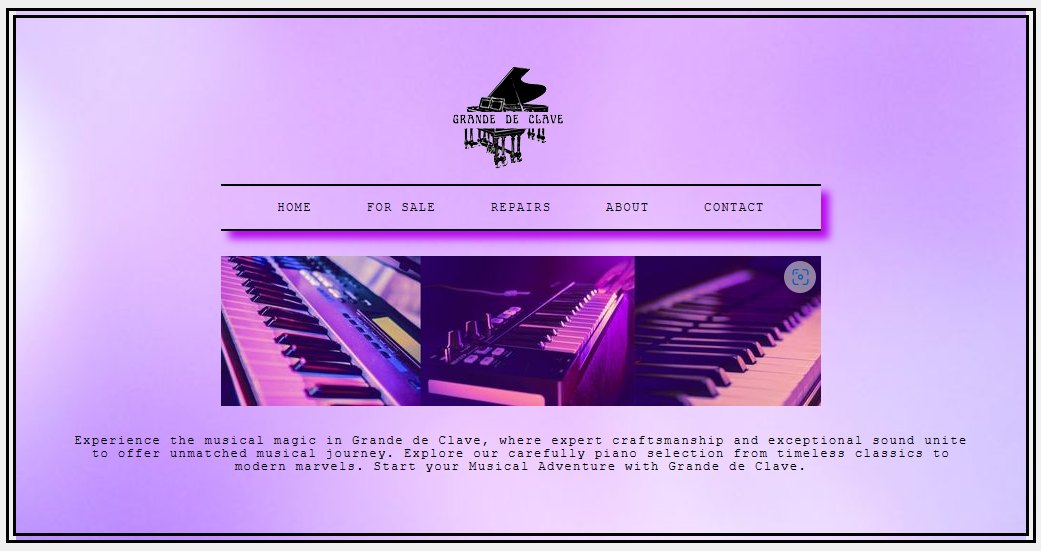 GRANDE DE CLAVE
HOME FOR SALE REPAIRS ABOUT CONTACT
Experience the musical magic in Grande de Clave, where expert craftsmanship and exceptional sound unite
to offer unmatched musical journey. Explore our carefully piano selection from timeless classics to
modern marvels. Start your Musical Adventure with Grande de Clave.